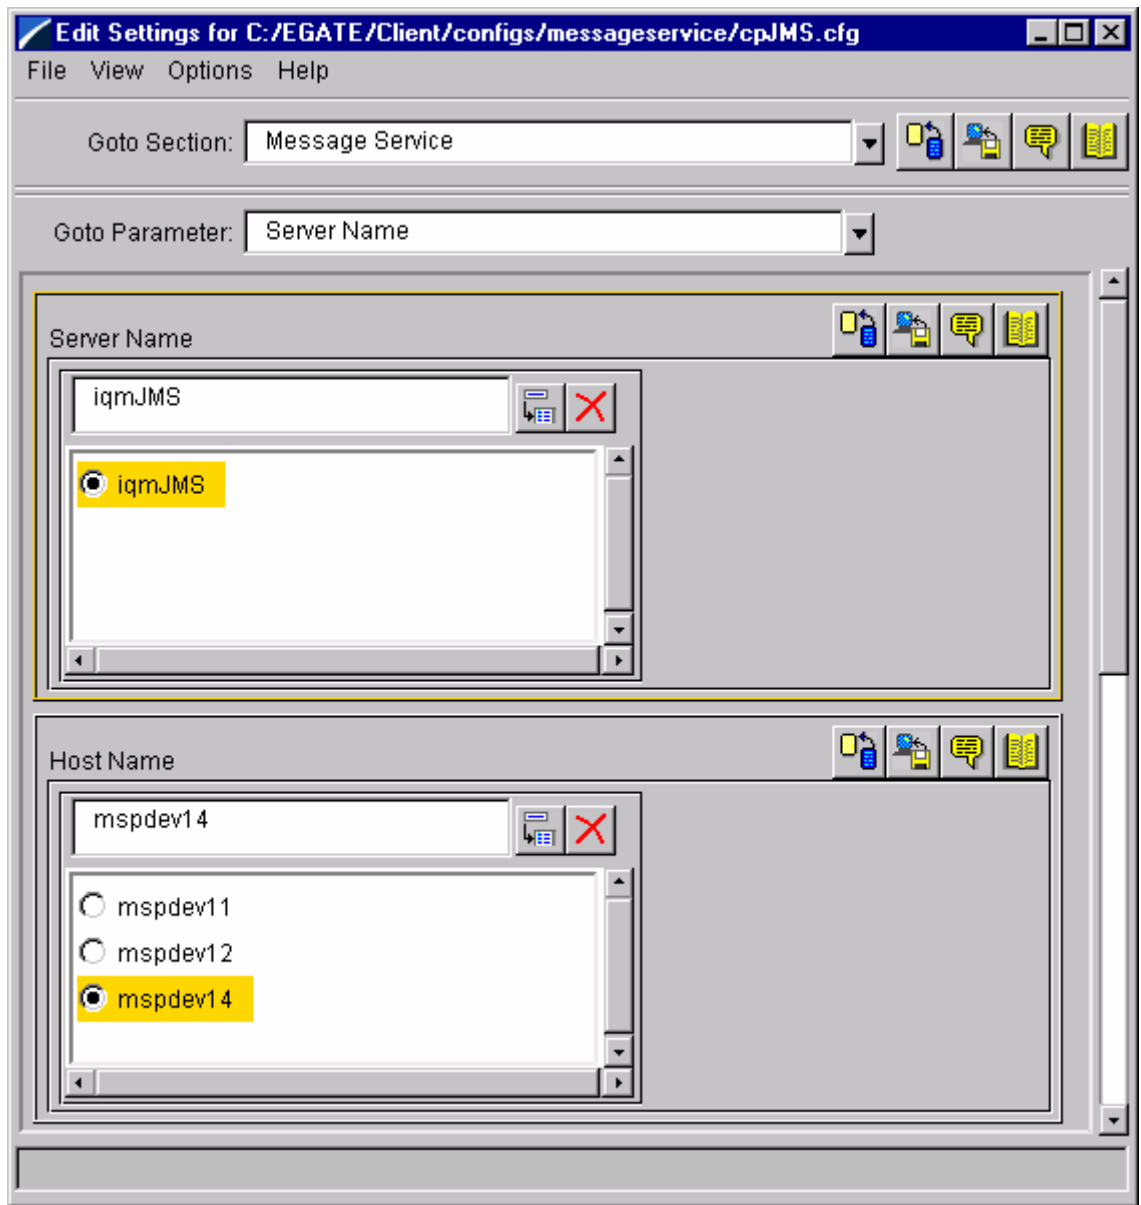 Edit Settings for C:/EGATE/Client/configs/messageservice/cpJMS.cfg
File View Options Help
Goto Section: Message Service
Goto Parameter: Server Name
Server Name
iqmJMS
iqmJMS
Host Name
mspdev14
mspdev11
mspdev12
mspdev14